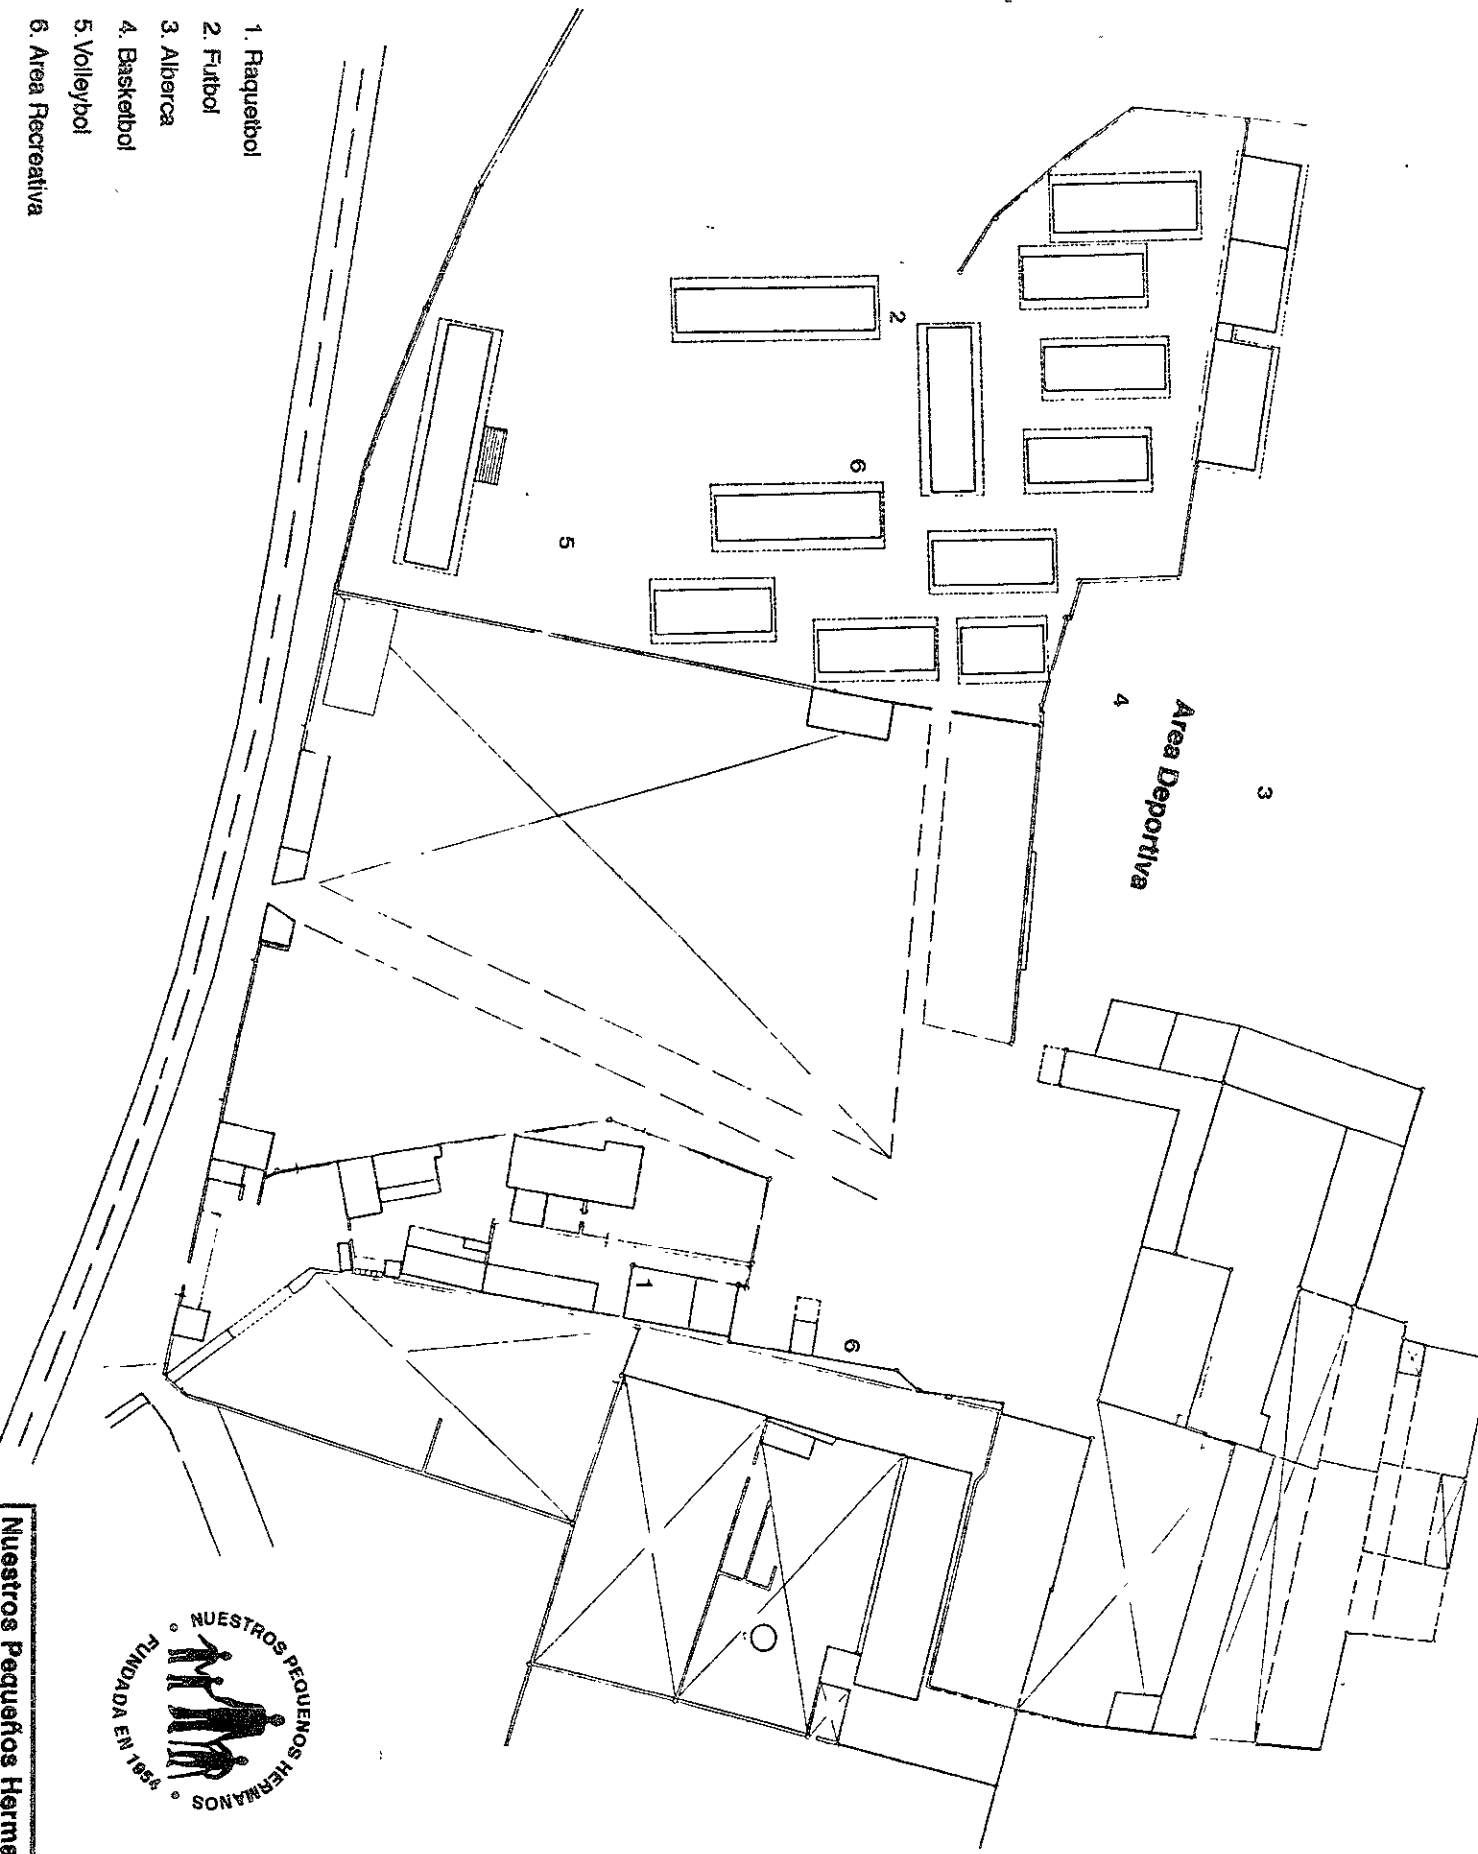 1. Raquetbol
2. Futbol
3. Alberca
4. Basketbol
5. Volleybol
6. Area Recreativa
2
6
5
4
Area Deportiva
3
1
6
NUESTROS PEQUENOS HERMANOS
FUNDADA EN 1954
Nuestros Pequeños Herma